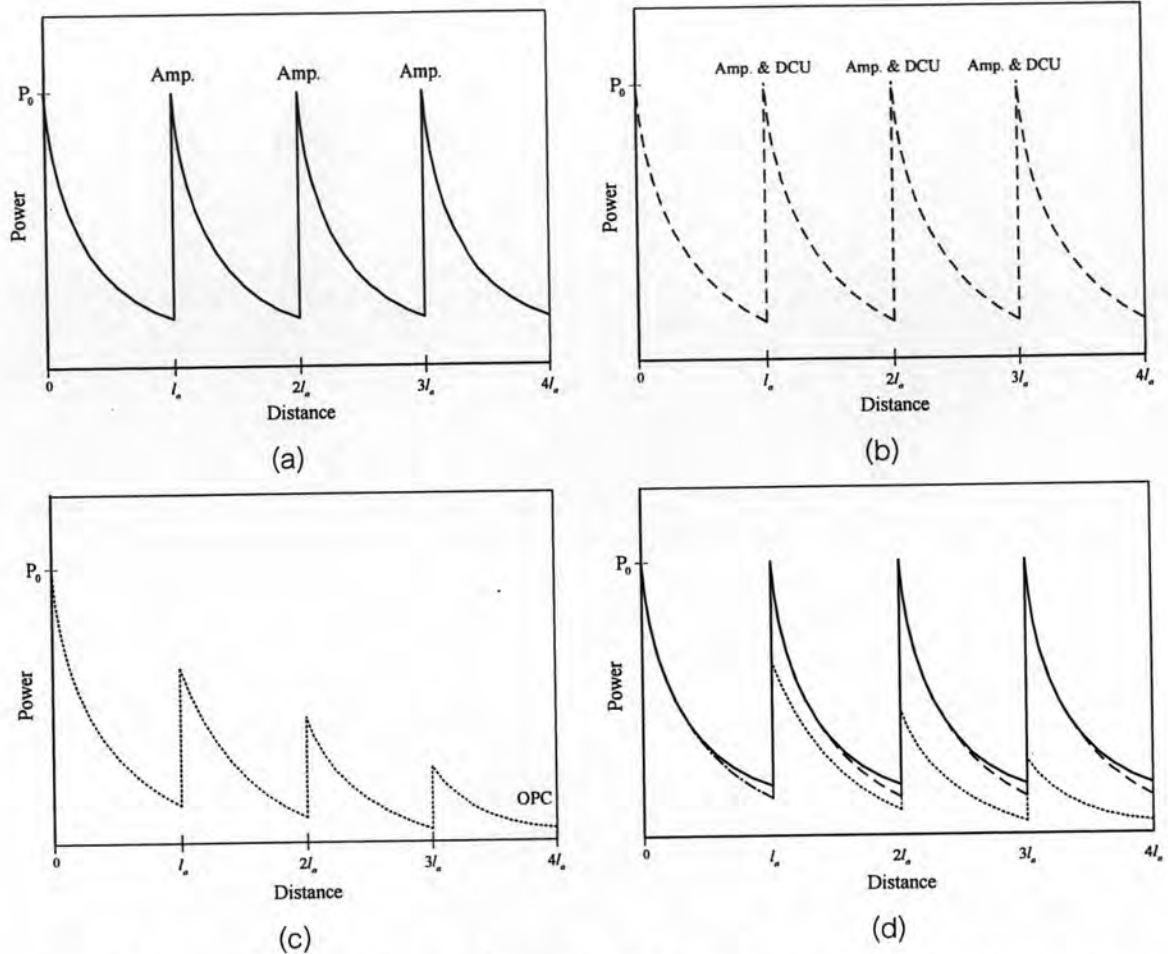 P₀
Amp.
Amp.
Amp.
Power
0
lₐ
2lₐ
3lₐ
4lₐ
Distance
(a)
P₀
Amp. & DCU
Amp. & DCU
Amp. & DCU
Power
0
lₐ
2lₐ
3lₐ
4lₐ
Distance
(b)
P₀
Power
OPC
0
lₐ
2lₐ
3lₐ
4lₐ
Distance
(c)
P₀
Power
0
lₐ
2lₐ
3lₐ
4lₐ
Distance
(d)